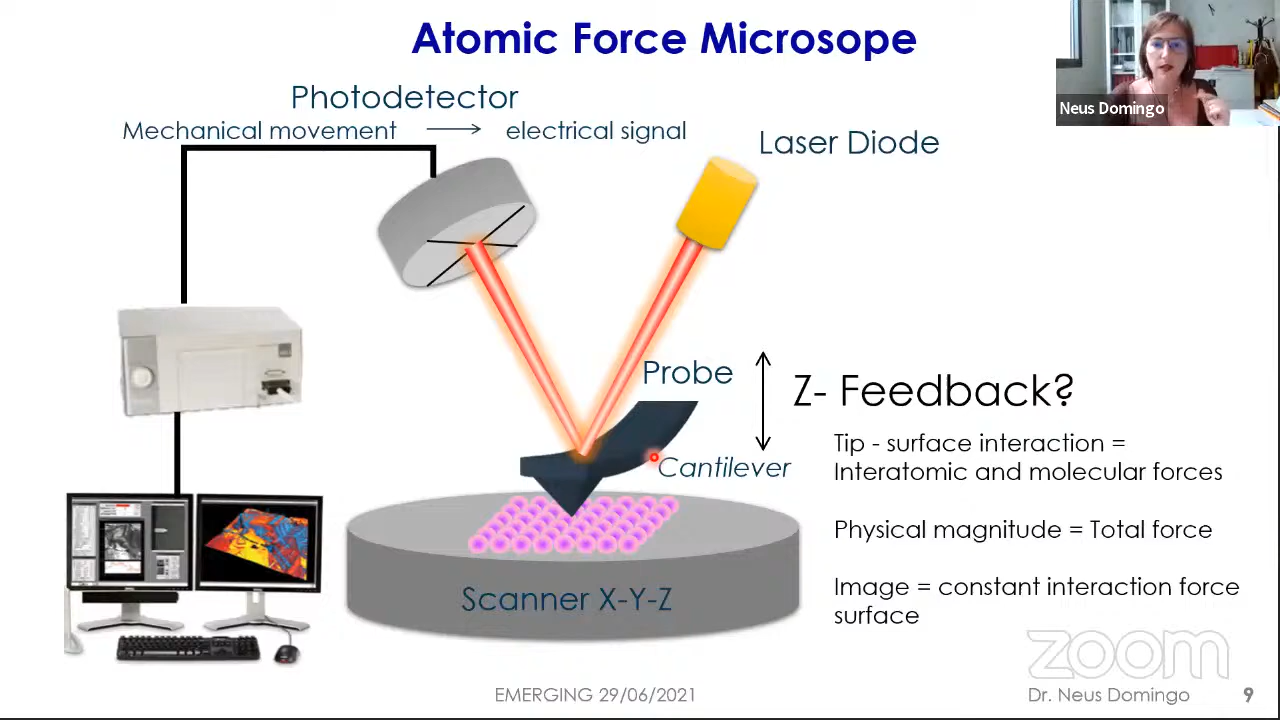 Atomic Force Microsope
Neus Domingo
Photodetector
Mechanical movement → electrical signal
Laser Diode
Probe
Z- Feedback?
Tip - surface interaction =
Interatomic and molecular forces
Cantilever
Physical magnitude = Total force
Image = constant interaction force
surface
Scanner X-Y-Z
zoom
EMERGING 29/06/2021
Dr. Neus Domingo
9